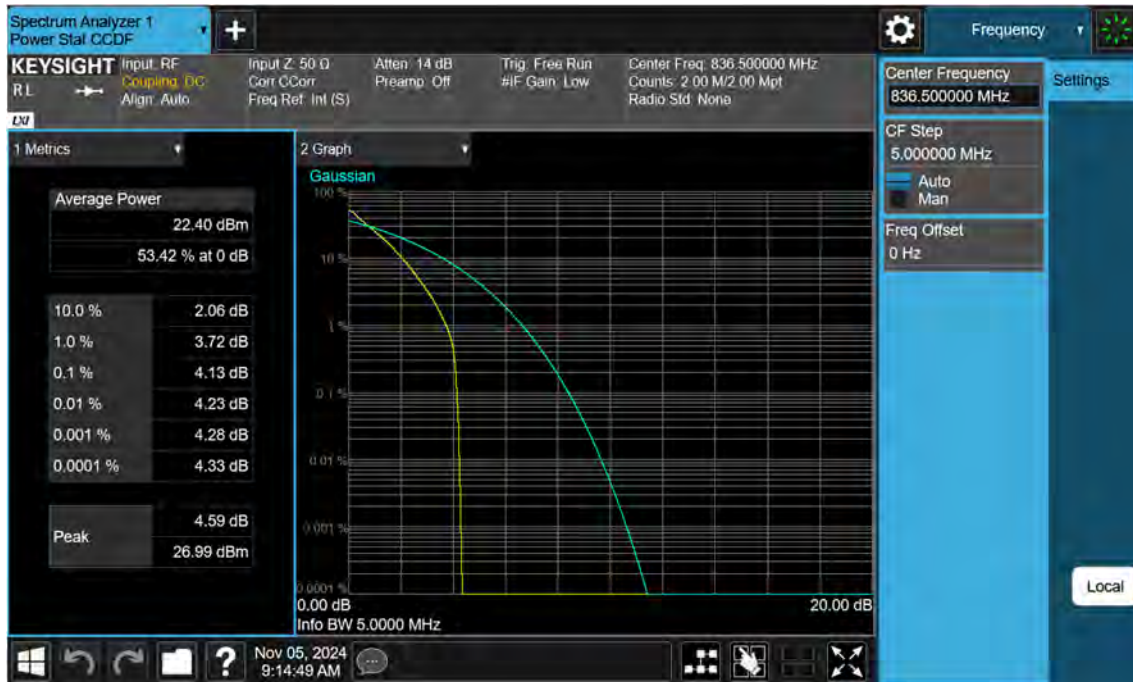 Spectrum Analyzer 1
Power Stat CCDF
+
Frequency
KEYSIGHT
RL
LXI
Input: RF
Coupling: DC
Align: Auto
Input Z: 50 Ω
Corr CCorr
Freq Ref: Int (S)
Atten: 14 dB
Preamp: Off
Trig: Free Run
#IF Gain: Low
Center Freq: 836.500000 MHz
Counts: 2.00 M/2.00 Mpt
Radio Std: None
Center Frequency
836.500000 MHz
Settings
CF Step
5.000000 MHz
Auto
Man
Freq Offset
0 Hz
1 Metrics
Average Power
22.40 dBm
53.42 % at 0 dB
10.0 % 2.06 dB
1.0 % 3.72 dB
0.1 % 4.13 dB
0.01 % 4.23 dB
0.001 % 4.28 dB
0.0001 % 4.33 dB
Peak
4.59 dB
26.99 dBm
2 Graph
Gaussian
100 %
10 %
1 %
0.1 %
0.01 %
0.001 %
0.0001 %
0.00 dB 20.00 dB
Info BW 5.0000 MHz
Local
?
Nov 05, 2024
9:14:49 AM